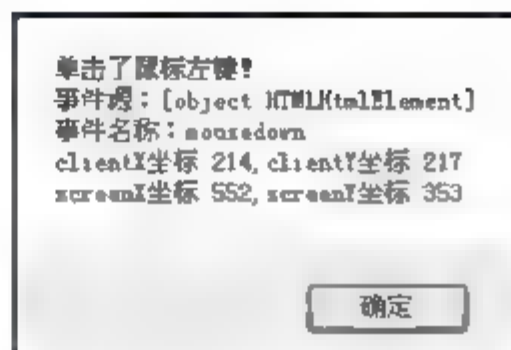 单击了鼠标左键!
事件源：[object HTMLHtmlElement]
事件名称：mousedown
clientX坐标 214, clientY坐标 217
screenX坐标 552, screenY坐标 353
确定